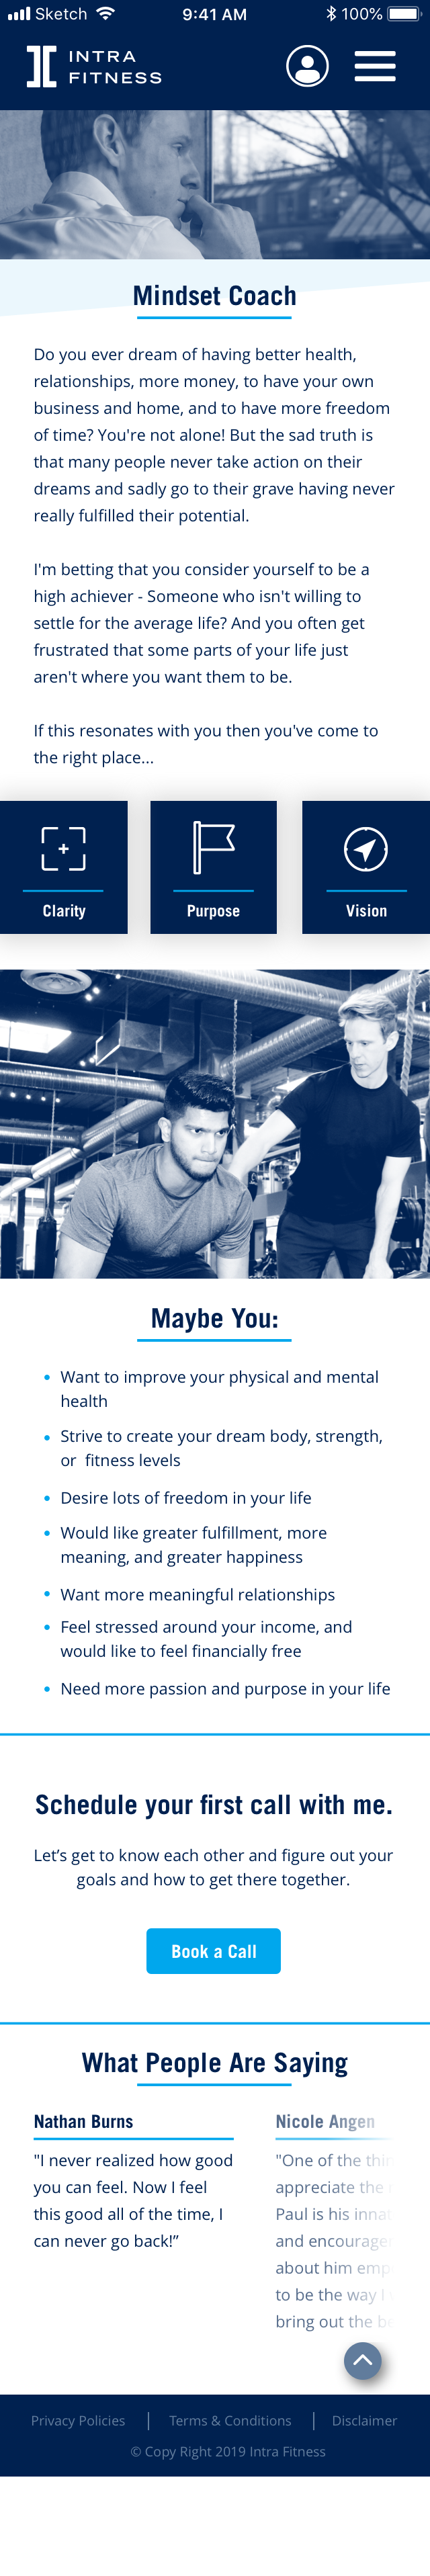 Sketch 9:41 AM 100%
INTRA
FITNESS
Mindset Coach
Do you ever dream of having better health,
relationships, more money, to have your own
business and home, and to have more freedom
of time? You're not alone! But the sad truth is
that many people never take action on their
dreams and sadly go to their grave having never
really fulfilled their potential.
I'm betting that you consider yourself to be a
high achiever - Someone who isn't willing to
settle for the average life? And you often get
frustrated that some parts of your life just
aren't where you want them to be.
If this resonates with you then you've come to
the right place...
Clarity Purpose Vision
Maybe You:
• Want to improve your physical and mental
health
• Strive to create your dream body, strength,
or fitness levels
• Desire lots of freedom in your life
• Would like greater fulfillment, more
meaning, and greater happiness
• Want more meaningful relationships
• Feel stressed around your income, and
would like to feel financially free
• Need more passion and purpose in your life
Schedule your first call with me.
Let's get to know each other and figure out your
goals and how to get there together.
Book a Call
What People Are Saying
Nathan Burns
"I never realized how good
you can feel. Now I feel
this good all of the time, I
can never go back!”
Nicole Angen
"One of the
appreciate the
Paul is his
and
about him
to be the way I
bring out the
Privacy Policies | Terms & Conditions | Disclaimer
© Copy Right 2019 Intra Fitness